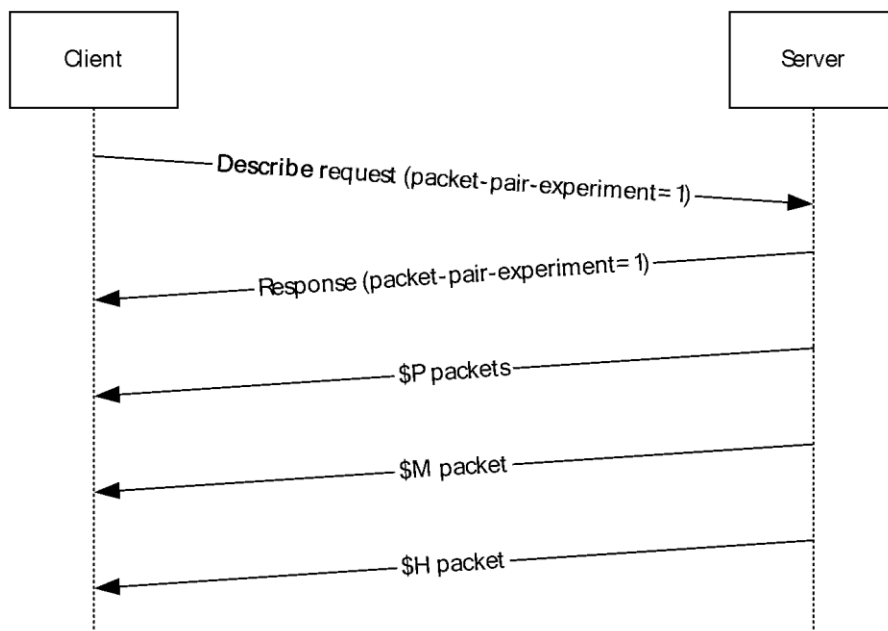 Client
Server
Describe request (packet-pair-experiment=1)
Response (packet-pair-experiment=1)
$P packets
$M packet
$H packet